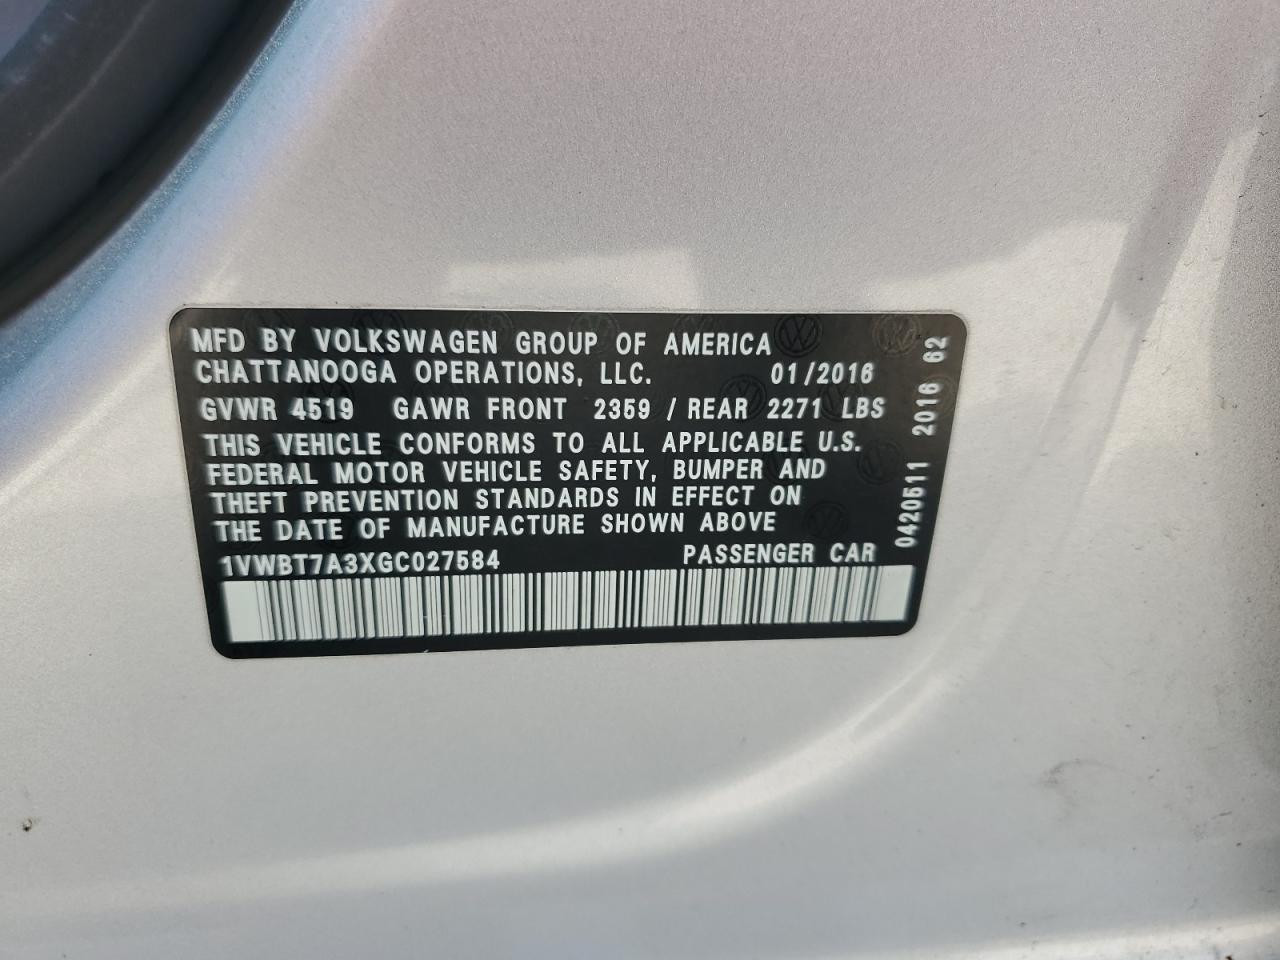 MFD BY VOLKSWAGEN GROUP OF AMERICA
CHATTANOOGA OPERATIONS, LLC. 01/2016
GVWR 4519 GAWR FRONT 2359 / REAR 2271 LBS
THIS VEHICLE CONFORMS TO ALL APPLICABLE U.S.
FEDERAL MOTOR VEHICLE SAFETY, BUMPER AND
THEFT PREVENTION STANDARDS IN EFFECT ON
THE DATE OF MANUFACTURE SHOWN ABOVE
1VWBT7A3XGC027584 PASSENGER CAR
0420511 2016 62